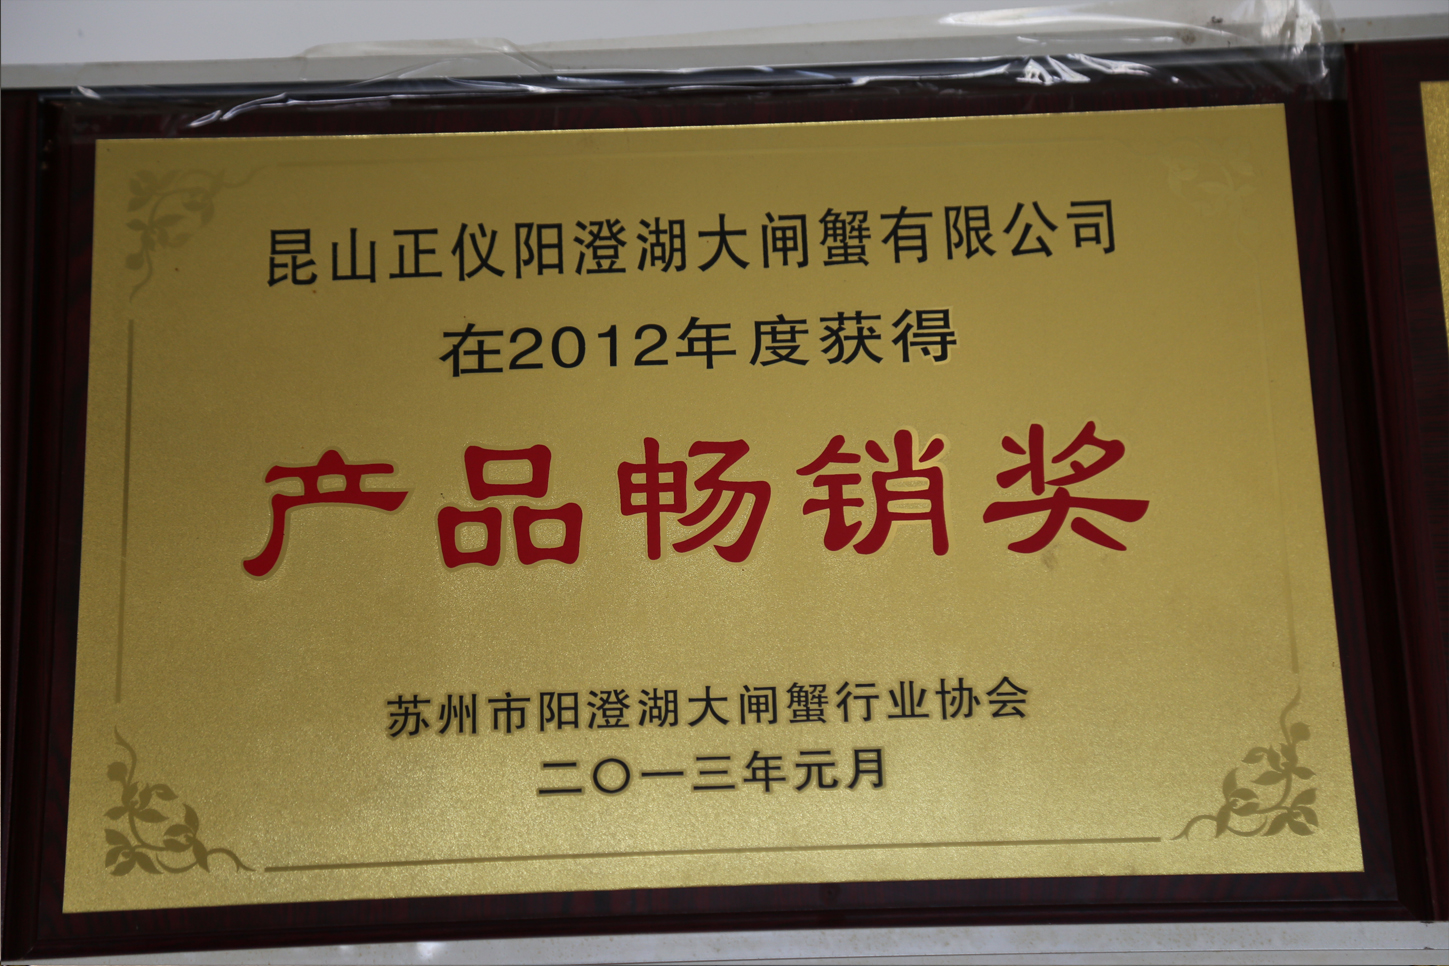 昆山正仪阳澄湖大闸蟹有限公司
在2012年度获得
产品畅销奖
苏州市阳澄湖大闸蟹行业协会
二〇一三年元月